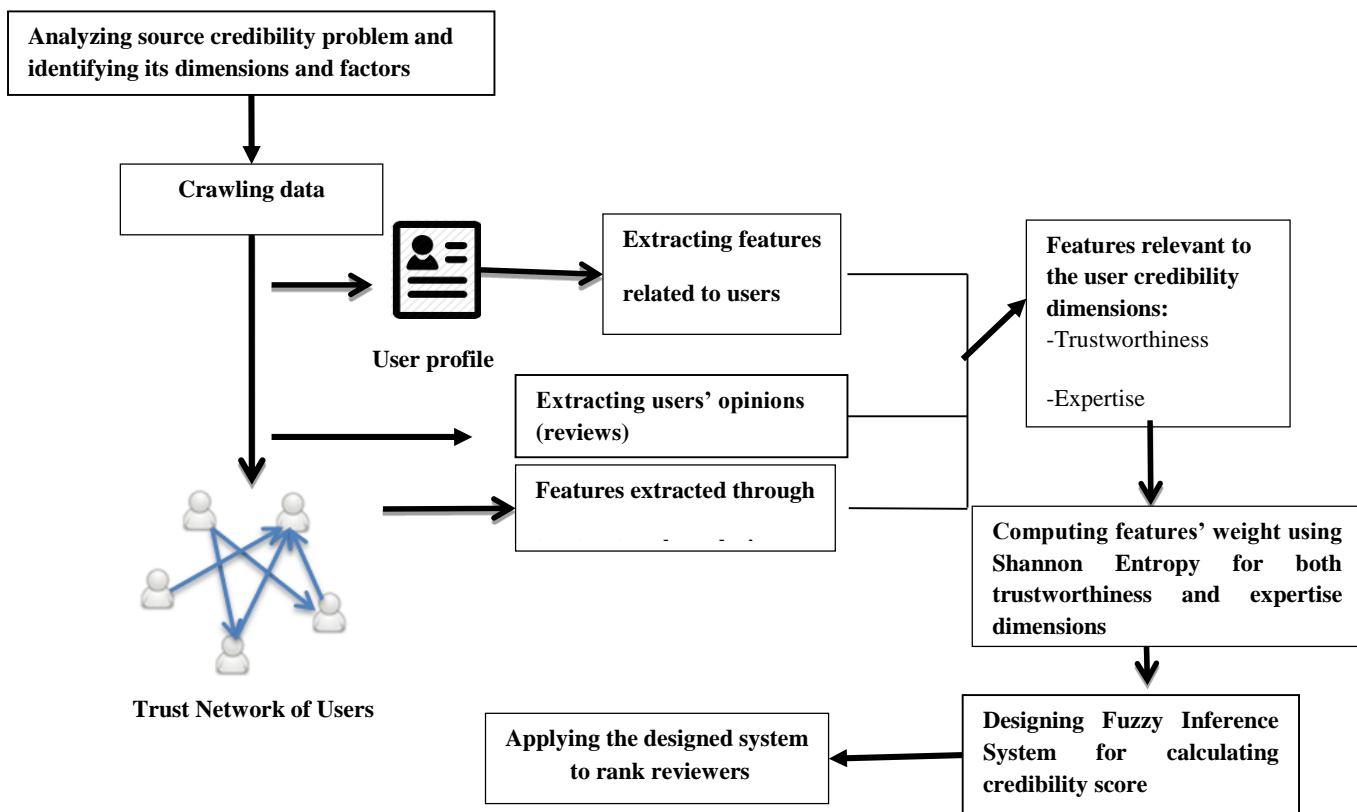 Analyzing source credibility problem and
identifying its dimensions and factors
Crawling data
Extracting features
related to users
User profile
Extracting users’ opinions
(reviews)
Features extracted through
Features relevant to
the user credibility
dimensions:
-Trustworthiness
-Expertise
Computing features’ weight using
Shannon Entropy for both
trustworthiness and expertise
dimensions
Trust Network of Users
Designing Fuzzy Inference
System for calculating
credibility score
Applying the designed system
to rank reviewers